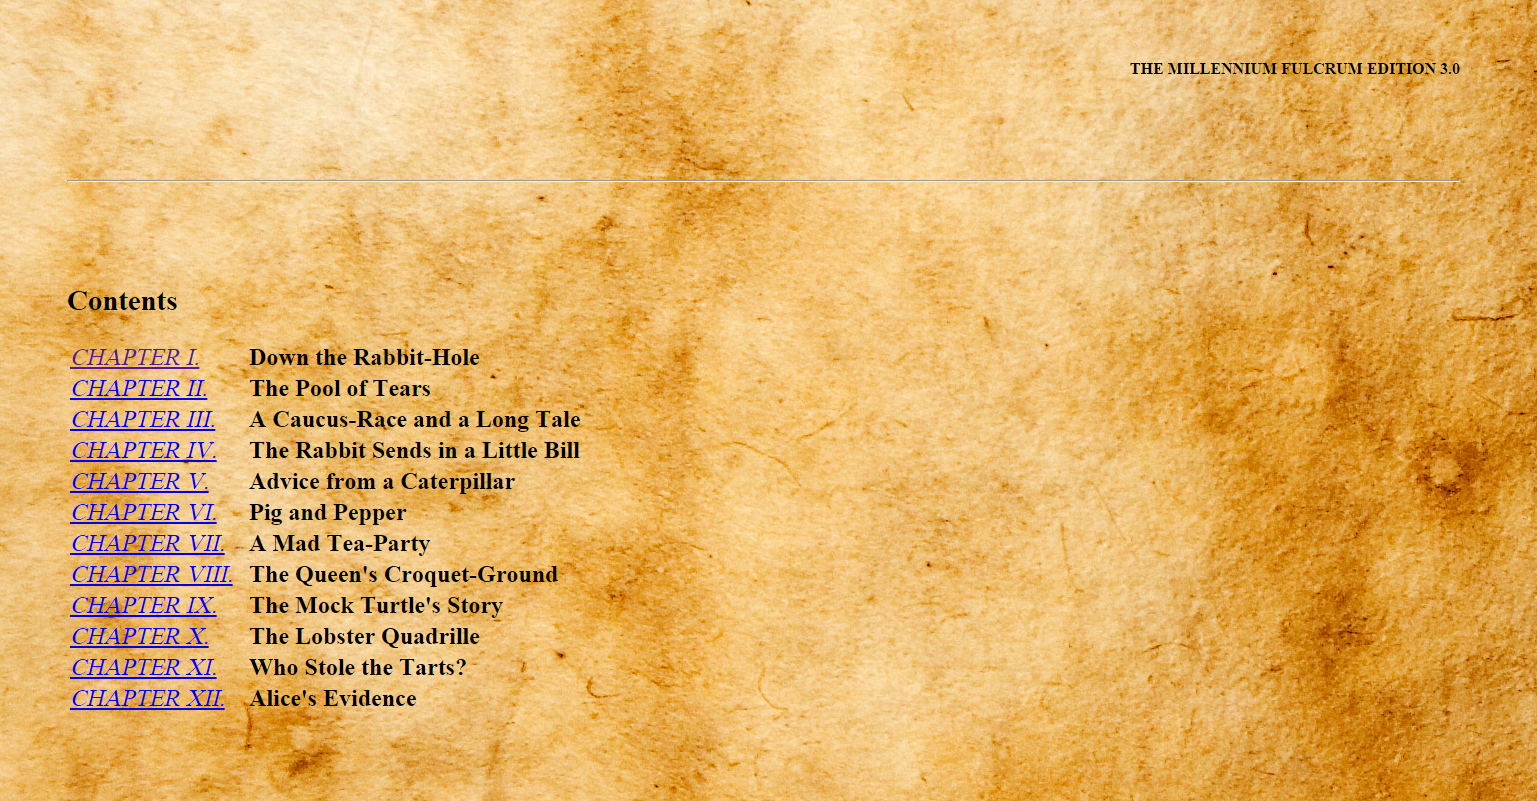 THE MILLENNIUM FULCRUM EDITION 3.0
Contents
CHAPTER I. Down the Rabbit-Hole
CHAPTER II. The Pool of Tears
CHAPTER III. A Caucus-Race and a Long Tale
CHAPTER IV. The Rabbit Sends in a Little Bill
CHAPTER V. Advice from a Caterpillar
CHAPTER VI. Pig and Pepper
CHAPTER VII. A Mad Tea-Party
CHAPTER VIII. The Queen's Croquet-Ground
CHAPTER IX. The Mock Turtle's Story
CHAPTER X. The Lobster Quadrille
CHAPTER XI. Who Stole the Tarts?
CHAPTER XII. Alice's Evidence